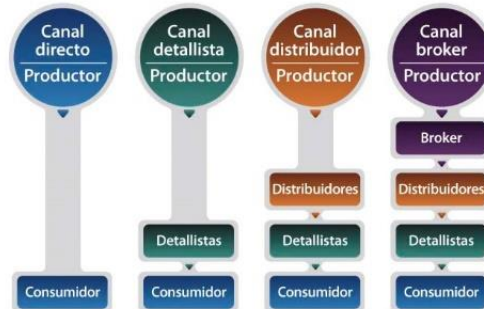 Canal
directo
Productor
Consumidor
Canal
detallista
Productor
Detallistas
Consumidor
Canal
distribuidor
Productor
Distribuidores
Detallistas
Consumidor
Canal
broker
Productor
Broker
Distribuidores
Detallistas
Consumidor